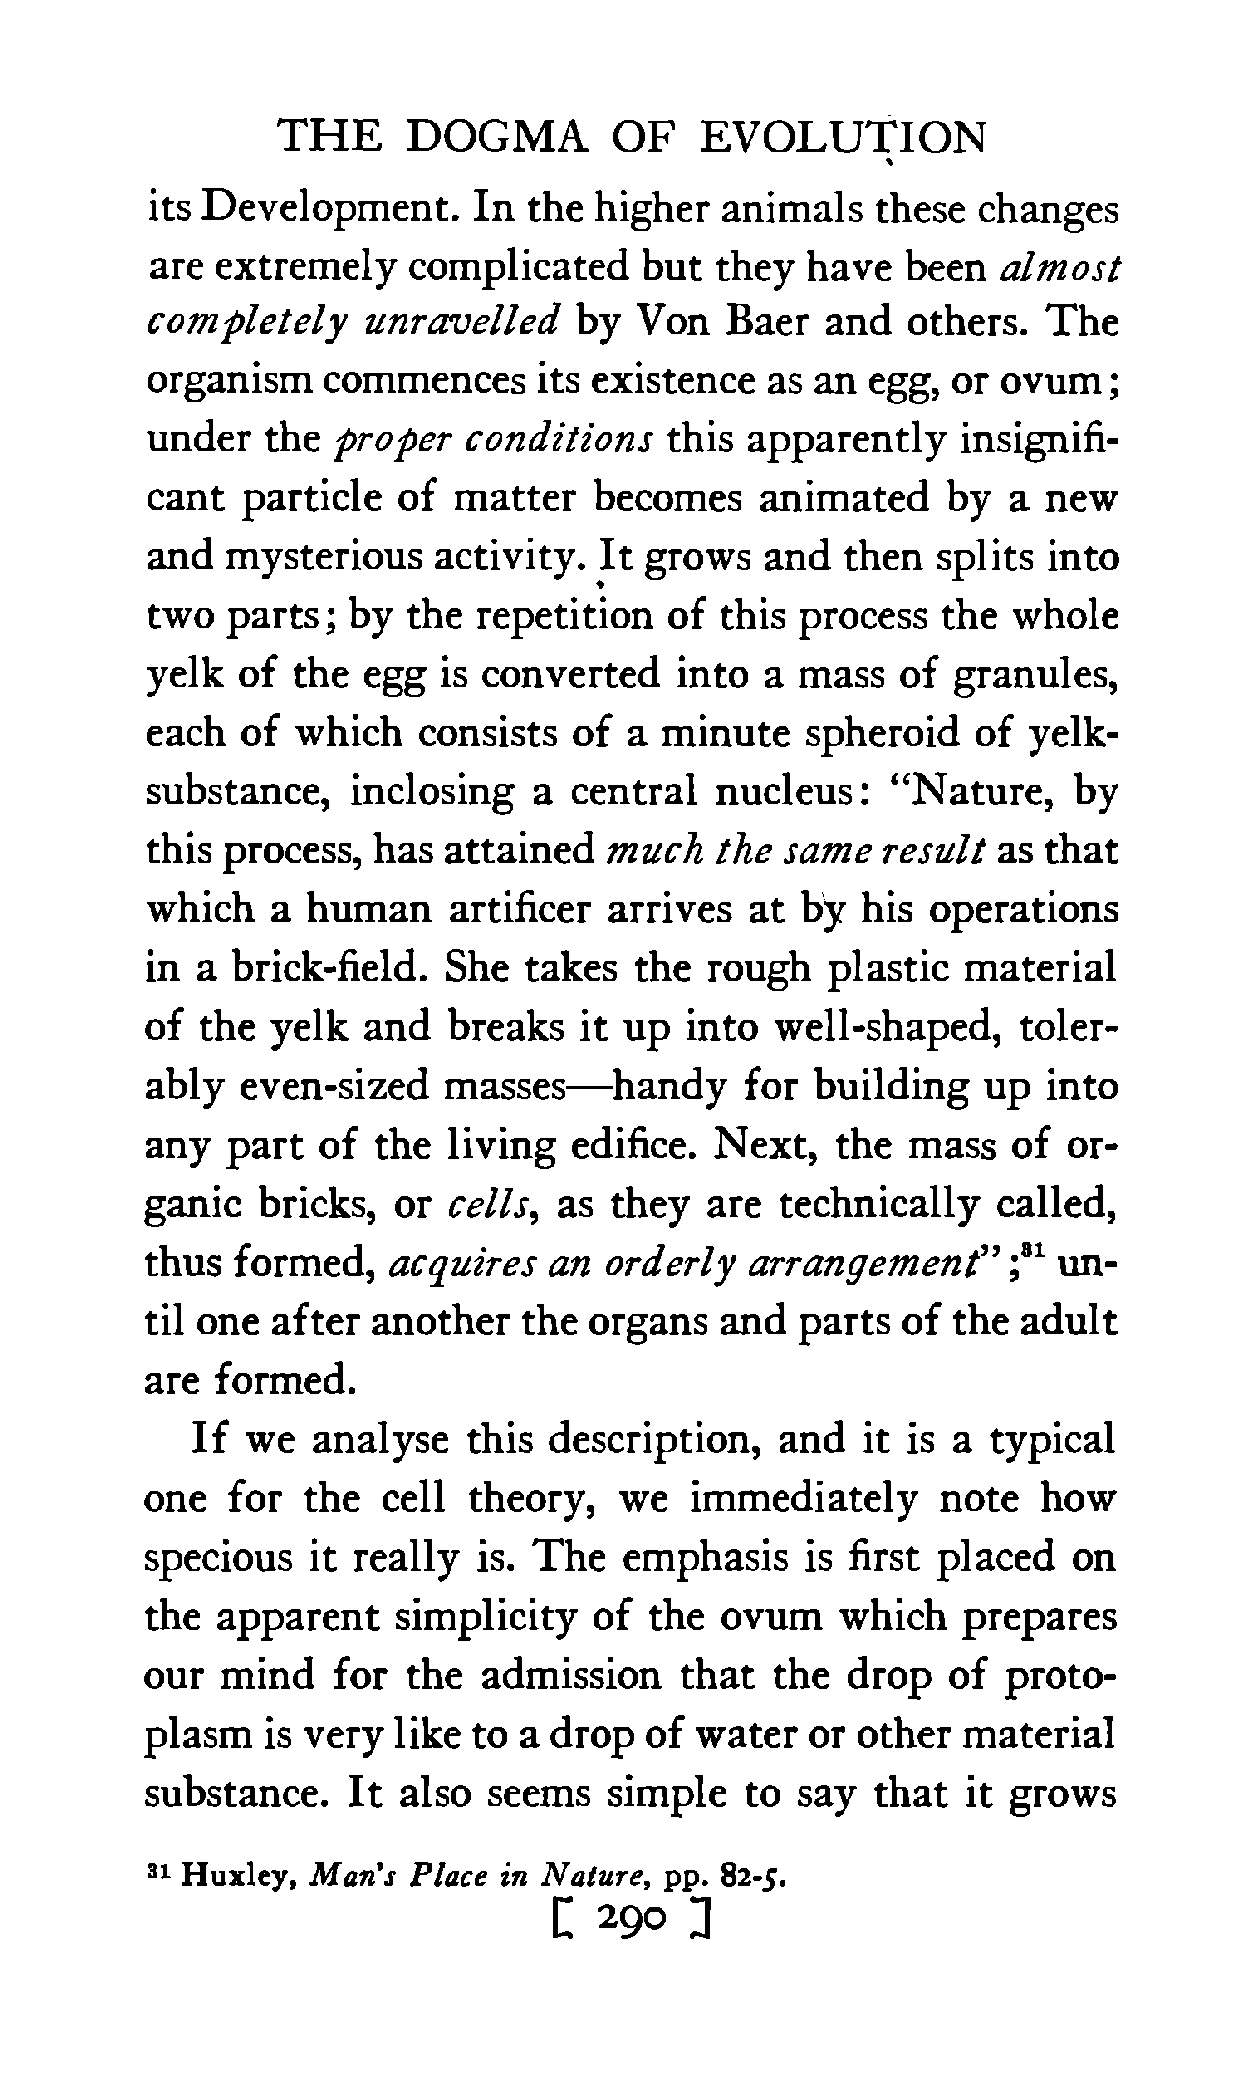 THE DOGMA OF EVOLUTION
its Development. In the higher animals these changes
are extremely complicated but they have been almost
completely unravelled by Von Baer and others. The
organism commences its existence as an egg, or ovum;
under the proper conditions this apparently insignifi-
cant particle of matter becomes animated by a new
and mysterious activity. It grows and then splits into
two parts; by the repetition of this process the whole
yelk of the egg is converted into a mass of granules,
each of which consists of a minute spheroid of yelk-
substance, inclosing a central nucleus: "Nature, by
this process, has attained much the same result as that
which a human artificer arrives at by his operations
in a brick-field. She takes the rough plastic material
of the yelk and breaks it up into well-shaped, toler-
ably even-sized masses—handy for building up into
any part of the living edifice. Next, the mass of or-
ganic bricks, or cells, as they are technically called,
thus formed, acquires an orderly arrangement";³¹ un-
til one after another the organs and parts of the adult
are formed.
If we analyse this description, and it is a typical
one for the cell theory, we immediately note how
specious it really is. The emphasis is first placed on
the apparent simplicity of the ovum which prepares
our mind for the admission that the drop of proto-
plasm is very like to a drop of water or other material
substance. It also seems simple to say that it grows
³¹ Huxley, Man's Place in Nature, pp. 82-5.
[ 290 ]